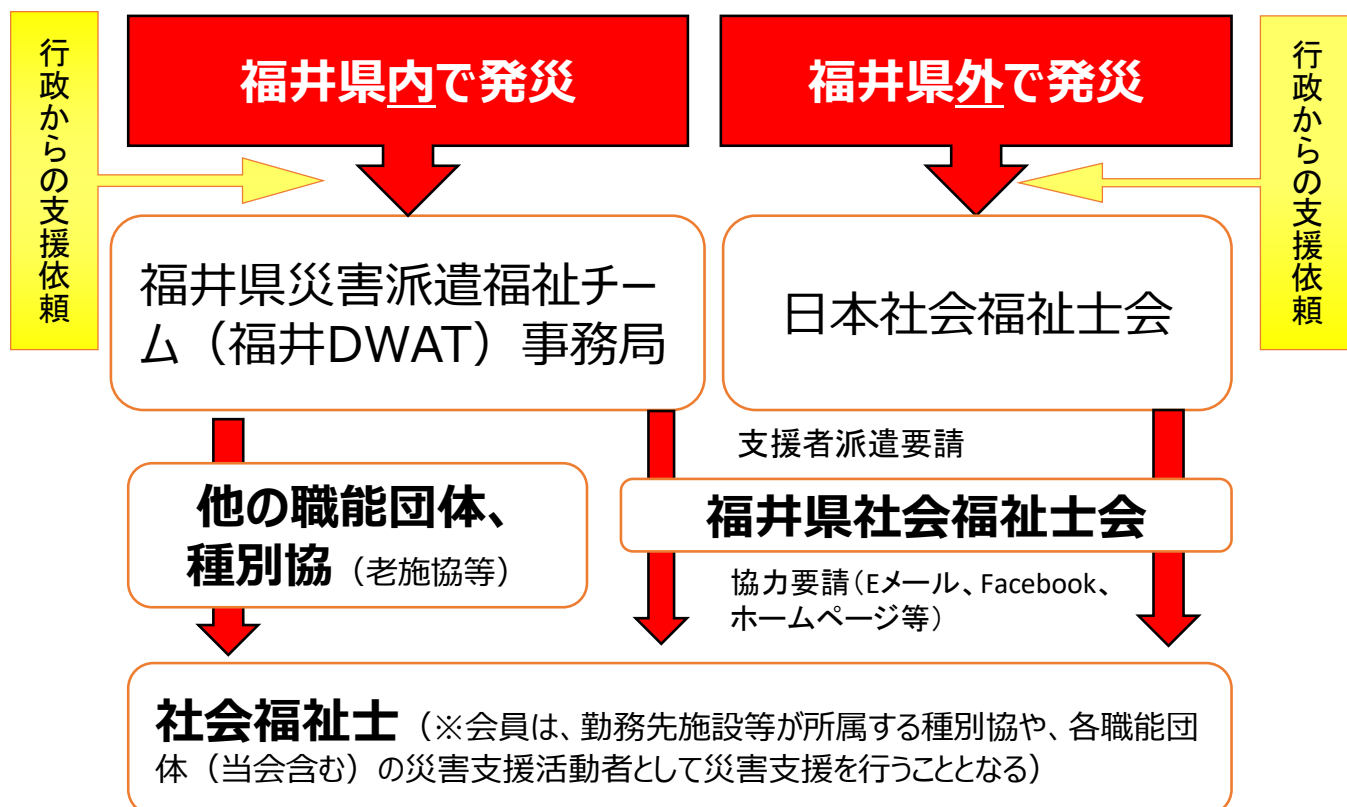 行政からの支援依頼
福井県内で発災
福井県外で発災
行政からの支援依頼
福井県災害派遣福祉チー
ム（福井DWAT）事務局
日本社会福祉士会
支援者派遣要請
他の職能団体、
種別協（老施協等）
福井県社会福祉士会
協力要請（Eメール、Facebook、
ホームページ等）
社会福祉士（※会員は、勤務先施設等が所属する種別協や、各職能団
体（当会含む）の災害支援活動者として災害支援を行うこととなる）